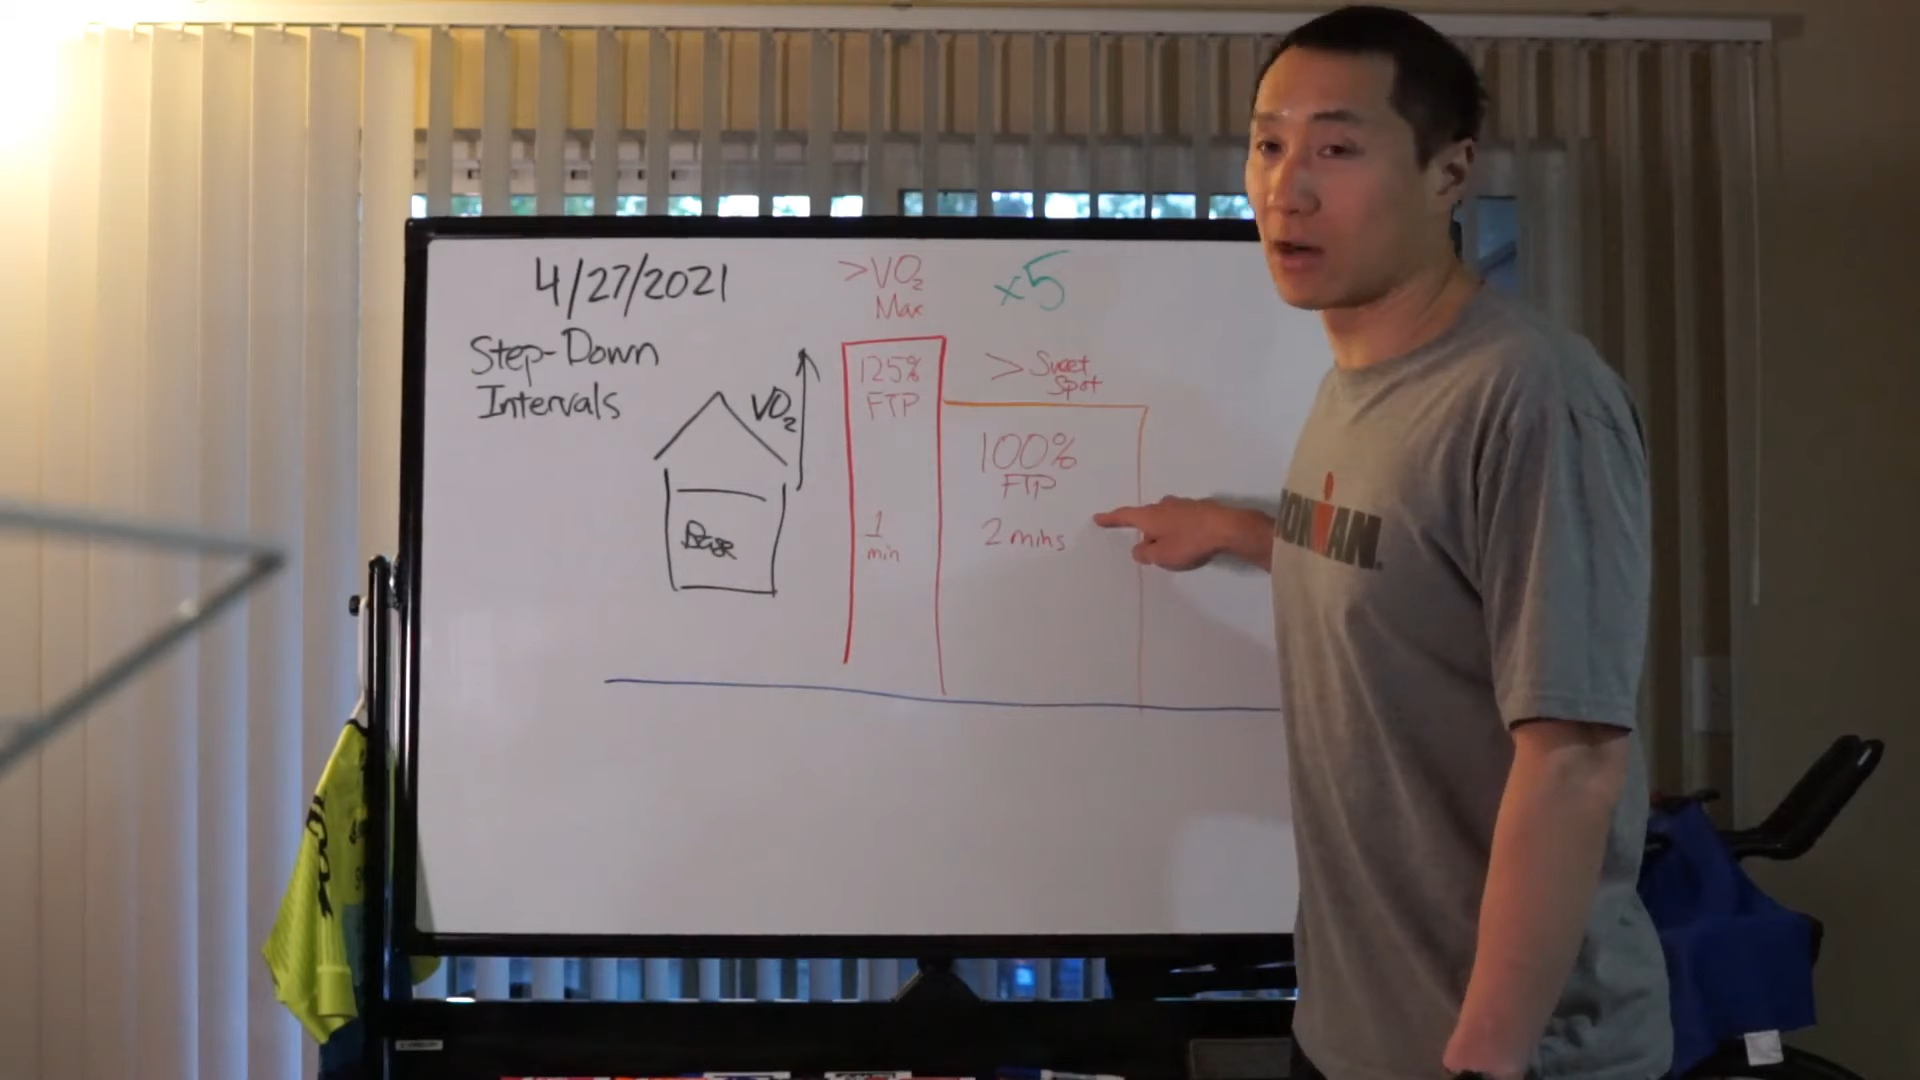 4/27/2021
Step-Down
Intervals
>VO₂
Max
x5
> Sweet
Spot
125%
FTP
VO₂
100%
FTP
Base
1
min
2 mins
IRONMAN